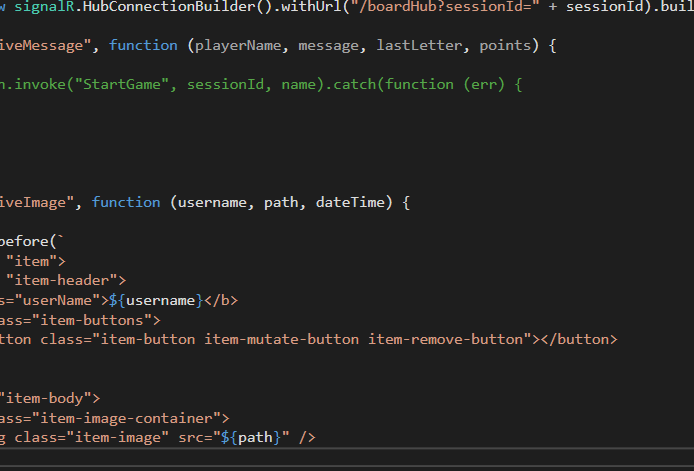 w signalR.HubConnectionBuilder().withUrl("/boardHub?sessionId=" + sessionId).buil
iveMessage", function (playerName, message, lastLetter, points) {
n.invoke("StartGame", sessionId, name).catch(function (err) {
iveImage", function (username, path, dateTime) {
before(`
"item">
"item-header">
s="userName">${username}</b>
ass="item-buttons">
tton class="item-button item-mutate-button item-remove-button"></button>
"item-body">
ass="item-image-container">
g class="item-image" src="${path}" />